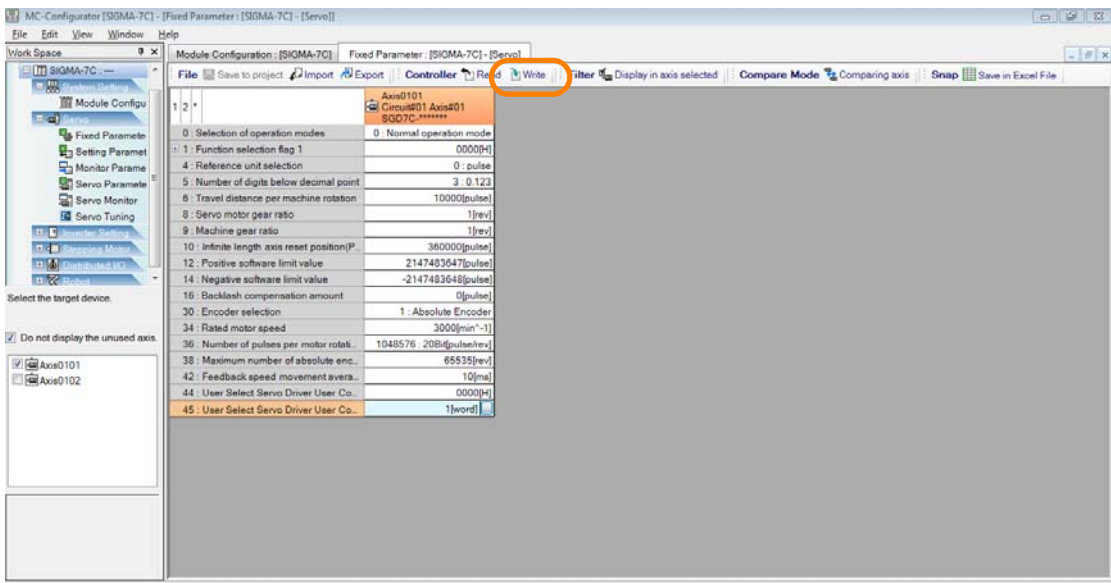 MC-Configurator [SIGMA-7C] - [Fixed Parameter : [SIGMA-7C] - [Servo]]
File Edit View Window Help
Work Space
Module Configuration : [SIGMA-7C] Fixed Parameter : [SIGMA-7C] - [Servo]
File Save to project Import Export Controller Read Write Filter Display in axis selected Compare Mode Comparing axis Snap Save in Excel File
SIGMA-7C : ---
System Setting
Module Configu
Servo
Fixed Paramete
Setting Paramet
Monitor Parame
Servo Paramete
Servo Monitor
Servo Tuning
Inverter Setting
Stepping Motor
Distributed I/O
Robot
Select the target device.
Do not display the unused axis.
Axis0101
Axis0102
1 2 *
Axis0101
Circuit#01 Axis#01
SGD7C-*******
0 : Selection of operation modes 0 : Normal operation mode
1 : Function selection flag 1 0000[H]
4 : Reference unit selection 0 : pulse
5 : Number of digits below decimal point 3 : 0.123
6 : Travel distance per machine rotation 10000[pulse]
8 : Servo motor gear ratio 1[rev]
9 : Machine gear ratio 1[rev]
10 : Infinite length axis reset position(P... 360000[pulse]
12 : Positive software limit value 2147483647[pulse]
14 : Negative software limit value -2147483648[pulse]
16 : Backlash compensation amount 0[pulse]
30 : Encoder selection 1 : Absolute Encoder
34 : Rated motor speed 3000[min^-1]
36 : Number of pulses per motor rotati... 1048576 : 20Bit[pulse/rev]
38 : Maximum number of absolute enc... 65535[rev]
42 : Feedback speed movement avera... 10[ms]
44 : User Select Servo Driver User Co... 0000[H]
45 : User Select Servo Driver User Co... 1[word] ...